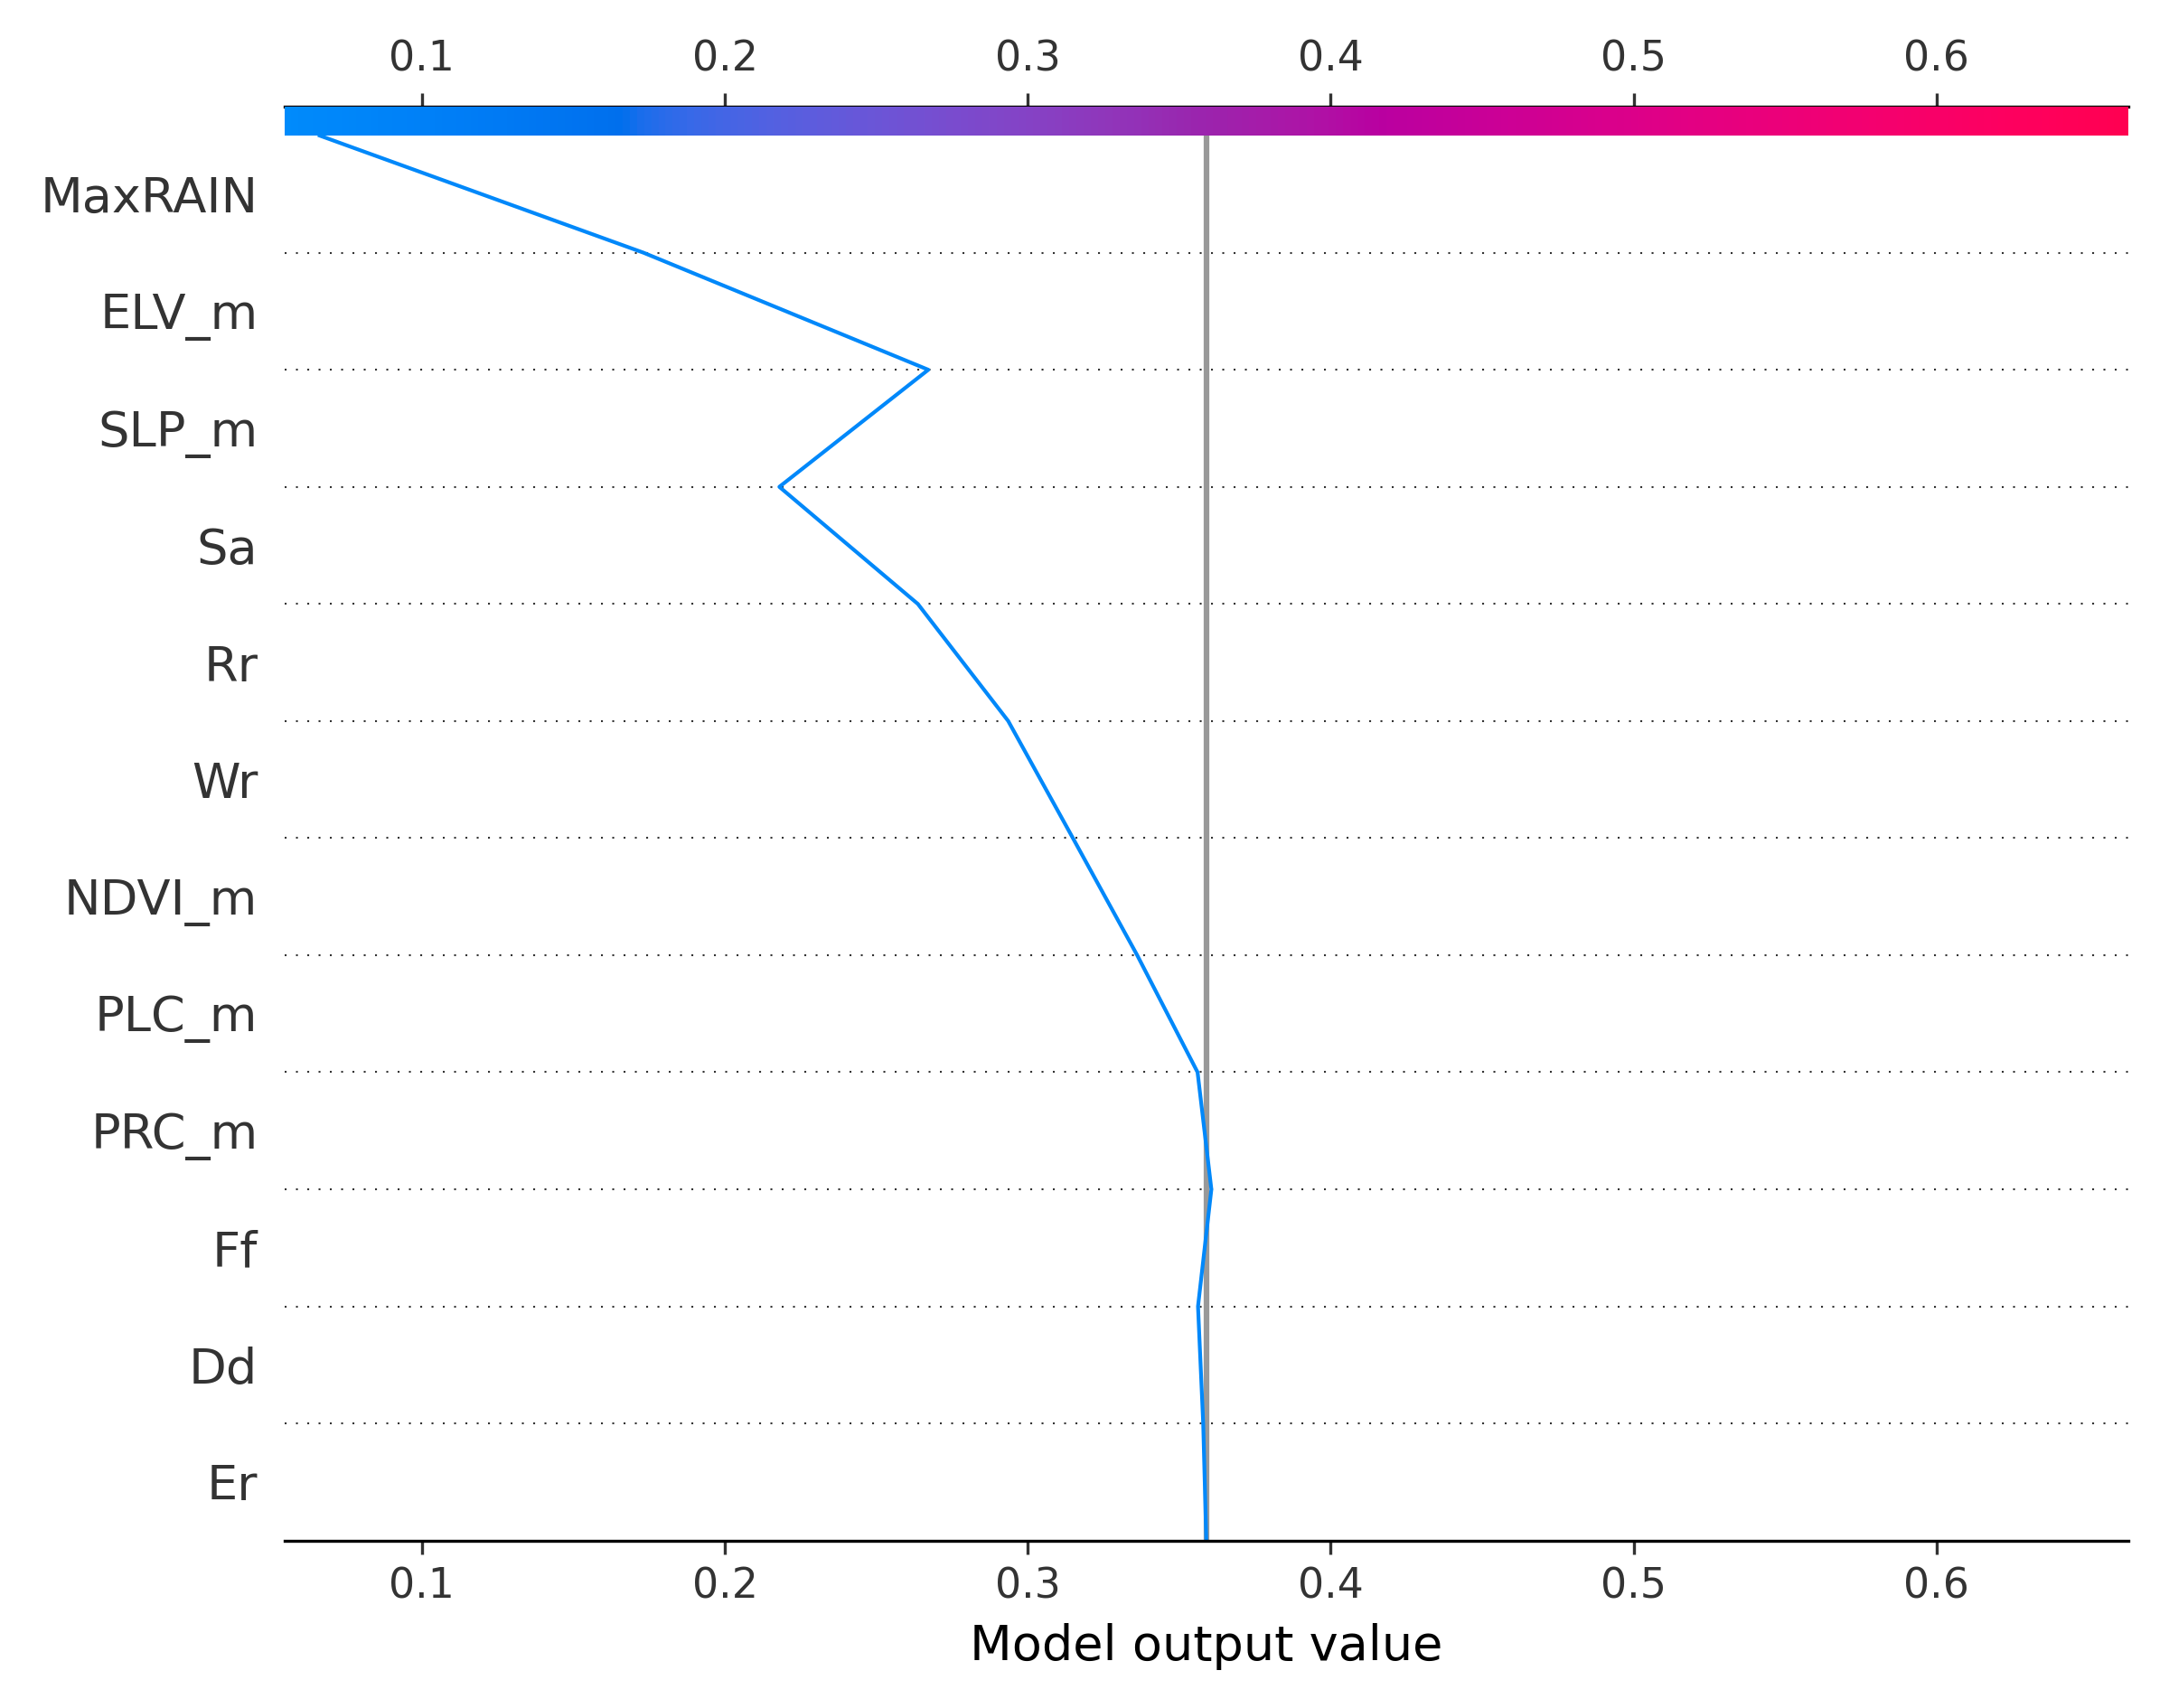 0.1 0.2 0.3 0.4 0.5 0.6
MaxRAIN
ELV_m
SLP_m
Sa
Rr
Wr
NDVI_m
PLC_m
PRC_m
Ff
Dd
Er
0.1 0.2 0.3 0.4 0.5 0.6
Model output value